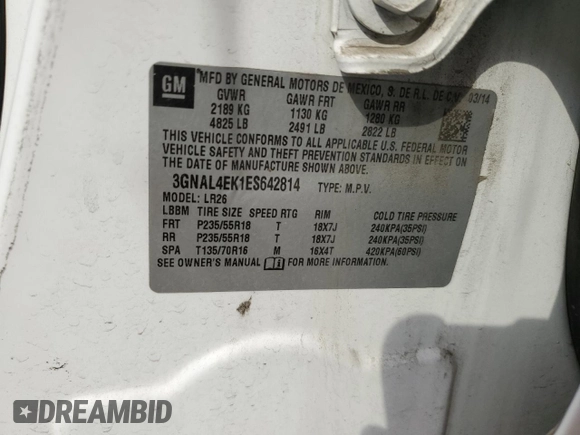 GM
MFD BY GENERAL MOTORS DE MEXICO, S. DE R.L. DE C.V. 03/14
GVWR GAWR FRT GAWR RR
2189 KG 1130 KG 1280 KG
4825 LB 2491 LB 2822 LB
THIS VEHICLE CONFORMS TO ALL APPLICABLE U.S. FEDERAL MOTOR
VEHICLE SAFETY AND THEFT PREVENTION STANDARDS IN EFFECT ON
THE DATE OF MANUFACTURE SHOWN ABOVE.
3GNAL4EK1ES642814 TYPE: M.P.V.
MODEL: LR26
LBBM TIRE SIZE SPEED RTG RIM COLD TIRE PRESSURE
FRT P235/55R18 T 18X7J 240KPA(35PSI)
RR P235/55R18 T 18X7J 240KPA(35PSI)
SPA T135/70R16 M 16X4T 420KPA(60PSI)
SEE OWNER'S MANUAL FOR MORE INFORMATION.
DREAMBID